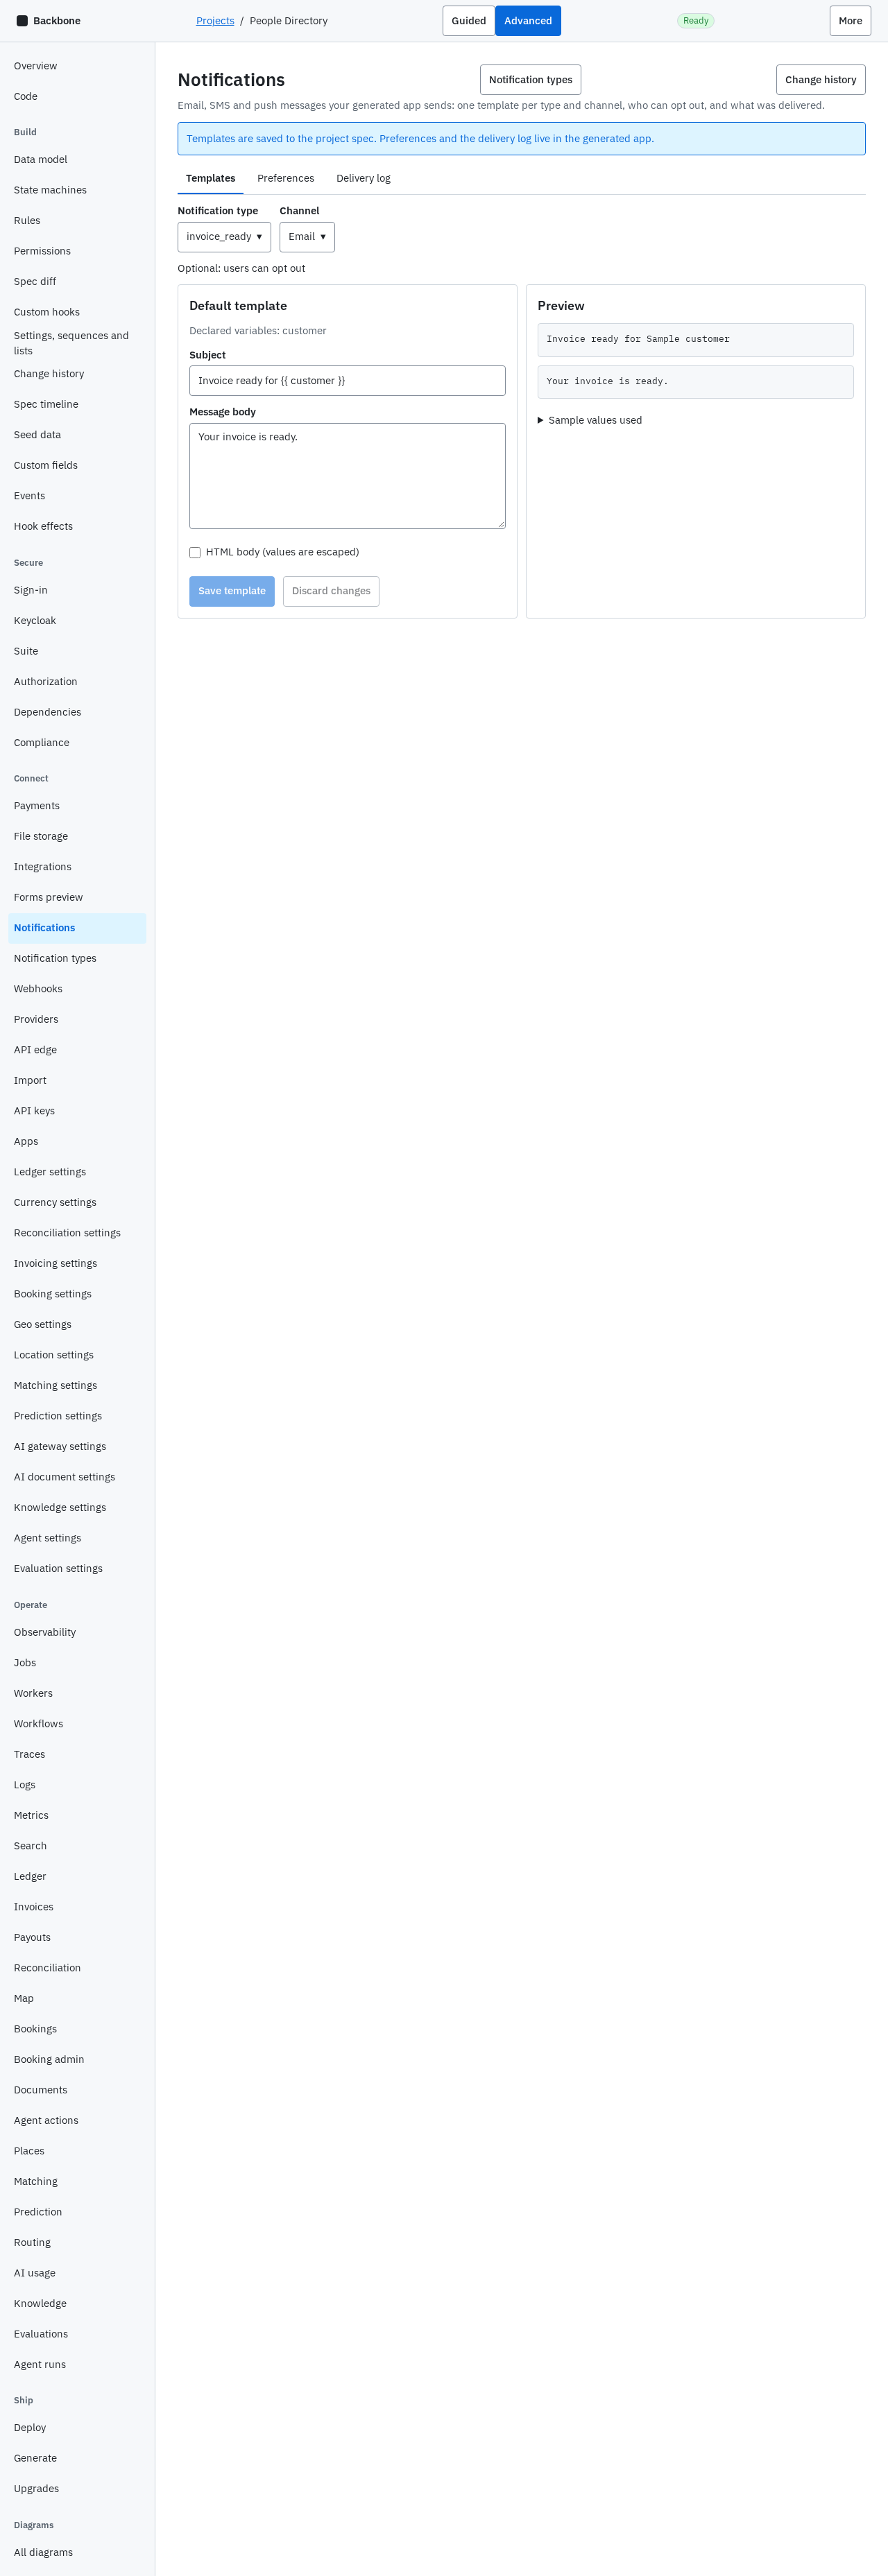 Backbone
Projects / People Directory
Guided
Advanced
Ready
More
Overview
Code
Build
Data model
State machines
Rules
Permissions
Spec diff
Custom hooks
Settings, sequences and
lists
Change history
Spec timeline
Seed data
Custom fields
Events
Hook effects
Secure
Sign-in
Keycloak
Suite
Authorization
Dependencies
Compliance
Connect
Payments
File storage
Integrations
Forms preview
Notifications
Notification types
Webhooks
Providers
API edge
Import
API keys
Apps
Ledger settings
Currency settings
Reconciliation settings
Invoicing settings
Booking settings
Geo settings
Location settings
Matching settings
Prediction settings
AI gateway settings
AI document settings
Knowledge settings
Agent settings
Evaluation settings
Operate
Observability
Jobs
Workers
Workflows
Traces
Logs
Metrics
Search
Ledger
Invoices
Payouts
Reconciliation
Map
Bookings
Booking admin
Documents
Agent actions
Places
Matching
Prediction
Routing
AI usage
Knowledge
Evaluations
Agent runs
Ship
Deploy
Generate
Upgrades
Diagrams
All diagrams
Notifications
Notification types
Change history
Email, SMS and push messages your generated app sends: one template per type and channel, who can opt out, and what was delivered.
Templates are saved to the project spec. Preferences and the delivery log live in the generated app.
Templates
Preferences
Delivery log
Notification type
Channel
invoice_ready ▾
Email ▾
Optional: users can opt out
Default template
Declared variables: customer
Subject
Invoice ready for {{ customer }}
Message body
Your invoice is ready.
HTML body (values are escaped)
Save template
Discard changes
Preview
Invoice ready for Sample customer
Your invoice is ready.
Sample values used